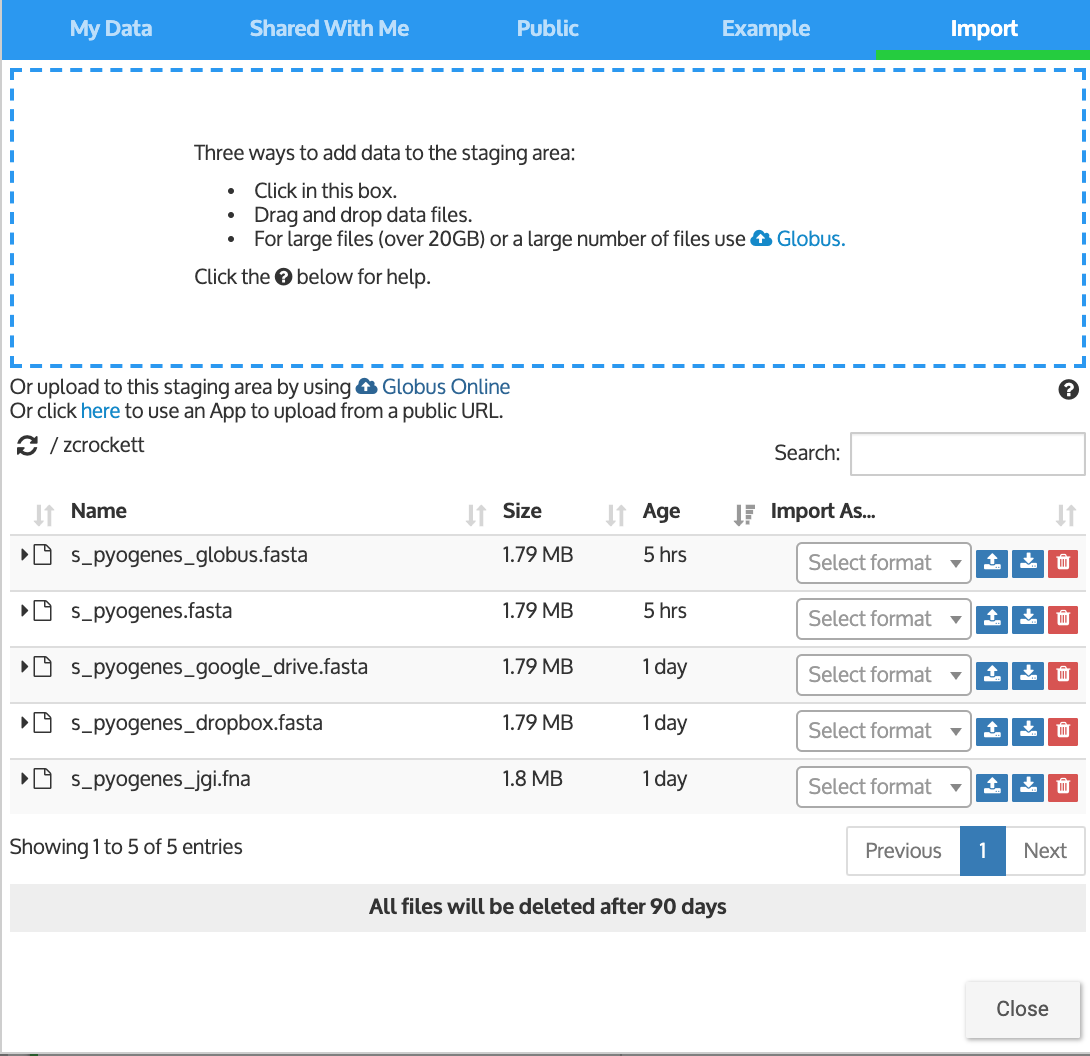 My Data Shared With Me Public Example Import
Three ways to add data to the staging area:
• Click in this box.
• Drag and drop data files.
• For large files (over 20GB) or a large number of files use Globus.
Click the ? below for help.
Or upload to this staging area by using Globus Online ?
Or click here to use an App to upload from a public URL.
/ zcrockett
Search:
Name Size Age Import As...
s_pyogenes_globus.fasta 1.79 MB 5 hrs Select format
s_pyogenes.fasta 1.79 MB 5 hrs Select format
s_pyogenes_google_drive.fasta 1.79 MB 1 day Select format
s_pyogenes_dropbox.fasta 1.79 MB 1 day Select format
s_pyogenes_jgi.fna 1.8 MB 1 day Select format
Showing 1 to 5 of 5 entries
Previous 1 Next
All files will be deleted after 90 days
Close